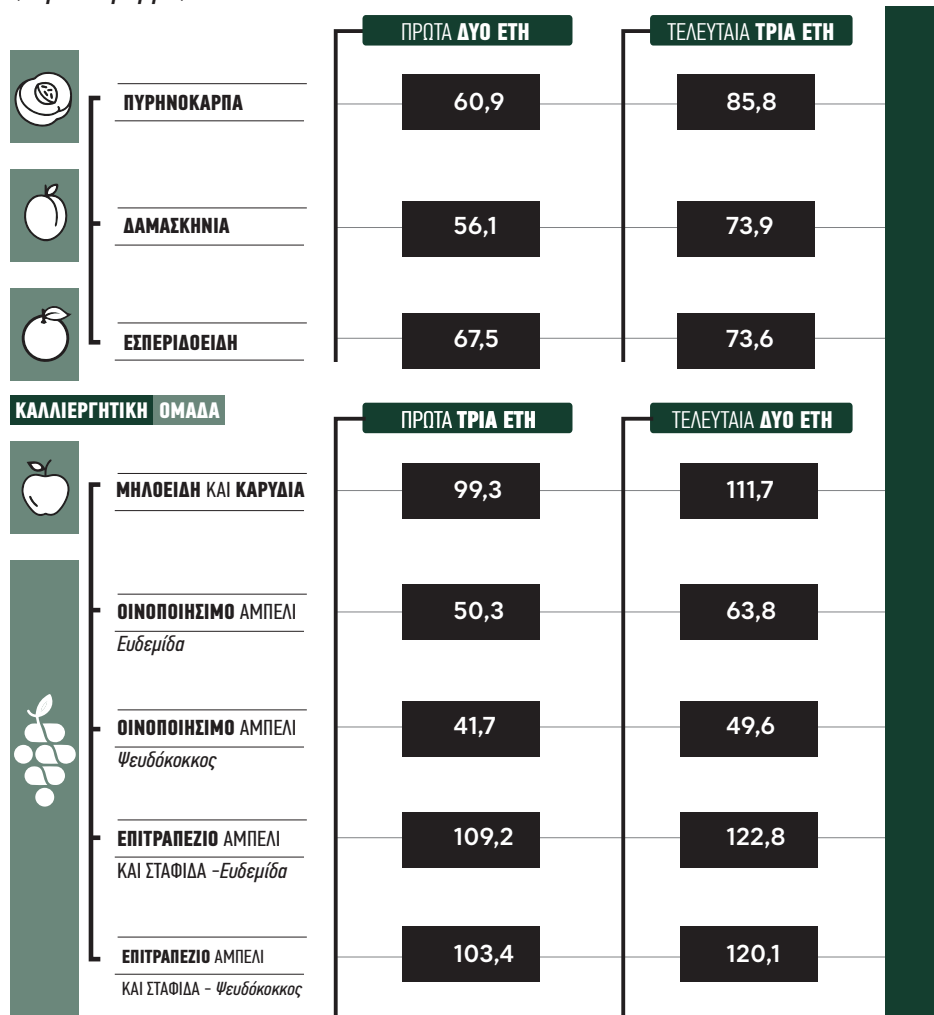 ΠΡΩΤΑ ΔΥΟ ΕΤΗ ΤΕΛΕΥΤΑΙΑ ΤΡΙΑ ΕΤΗ
ΠΥΡΗΝΟΚΑΡΠΑ 60,9 85,8
ΔΑΜΑΣΚΗΝΙΑ 56,1 73,9
ΕΣΠΕΡΙΔΟΕΙΔΗ 67,5 73,6
ΚΑΛΛΙΕΡΓΗΤΙΚΗ ΟΜΑΔΑ ΠΡΩΤΑ ΤΡΙΑ ΕΤΗ ΤΕΛΕΥΤΑΙΑ ΔΥΟ ΕΤΗ
ΜΗΛΟΕΙΔΗ ΚΑΙ ΚΑΡΥΔΙΑ 99,3 111,7
ΟΙΝΟΠΟΙΗΣΙΜΟ ΑΜΠΕΛΙ 50,3 63,8
Ευδεμίδα
ΟΙΝΟΠΟΙΗΣΙΜΟ ΑΜΠΕΛΙ 41,7 49,6
Ψευδόκοκκος
ΕΠΙΤΡΑΠΕΖΙΟ ΑΜΠΕΛΙ 109,2 122,8
ΚΑΙ ΣΤΑΦΙΔΑ -Ευδεμίδα
ΕΠΙΤΡΑΠΕΖΙΟ ΑΜΠΕΛΙ 103,4 120,1
ΚΑΙ ΣΤΑΦΙΔΑ - Ψευδόκοκκος